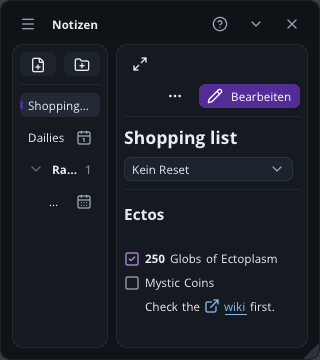 Notizen
Shopping...
Dailies
Ra... 1
...
Bearbeiten
Shopping list
Kein Reset
Ectos
250 Globs of Ectoplasm
Mystic Coins
Check the wiki first.